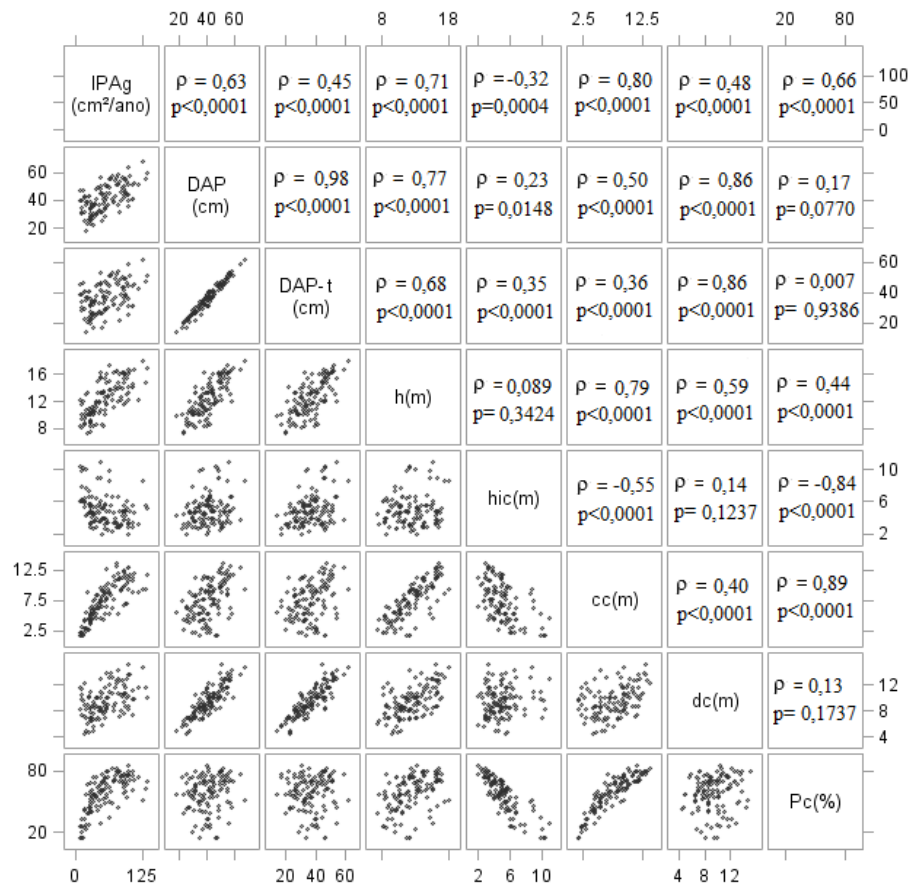 20 40 60 8 18 2.5 12.5 20 80
IPAg
(cm²/ano)
ρ = 0,63
p<0,0001
ρ = 0,45
p<0,0001
ρ = 0,71
p<0,0001
ρ =-0,32
p=0,0004
ρ = 0,80
p<0,0001
ρ = 0,48
p<0,0001
ρ = 0,66
p<0,0001
100
50
0
60
40
20
DAP
(cm)
ρ = 0,98
p<0,0001
ρ = 0,77
p<0,0001
ρ = 0,23
p= 0,0148
ρ = 0,50
p<0,0001
ρ = 0,86
p<0,0001
ρ = 0,17
p= 0,0770
DAP- t
(cm)
ρ = 0,68
p<0,0001
ρ = 0,35
p<0,0001
ρ = 0,36
p<0,0001
ρ = 0,86
p<0,0001
ρ = 0,007
p= 0,9386
60
40
20
16
12
8
h(m)
ρ = 0,089
p= 0,3424
ρ = 0,79
p<0,0001
ρ = 0,59
p<0,0001
ρ = 0,44
p<0,0001
hic(m)
ρ = -0,55
p<0,0001
ρ = 0,14
p= 0,1237
ρ = -0,84
p<0,0001
10
6
2
12.5
7.5
2.5
cc(m)
ρ = 0,40
p<0,0001
ρ = 0,89
p<0,0001
dc(m)
ρ = 0,13
p= 0,1737
12
8
4
80
20
Pc(%)
0 125 20 40 60 2 6 10 4 8 12